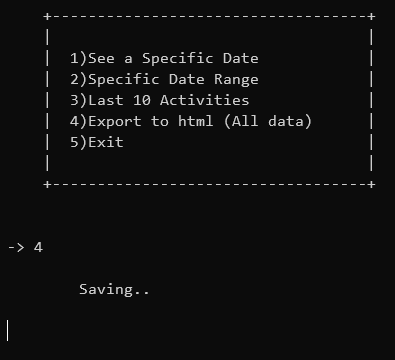 1)See a Specific Date
2)Specific Date Range
3)Last 10 Activities
4)Export to html (All data)
5)Exit
-> 4
Saving..